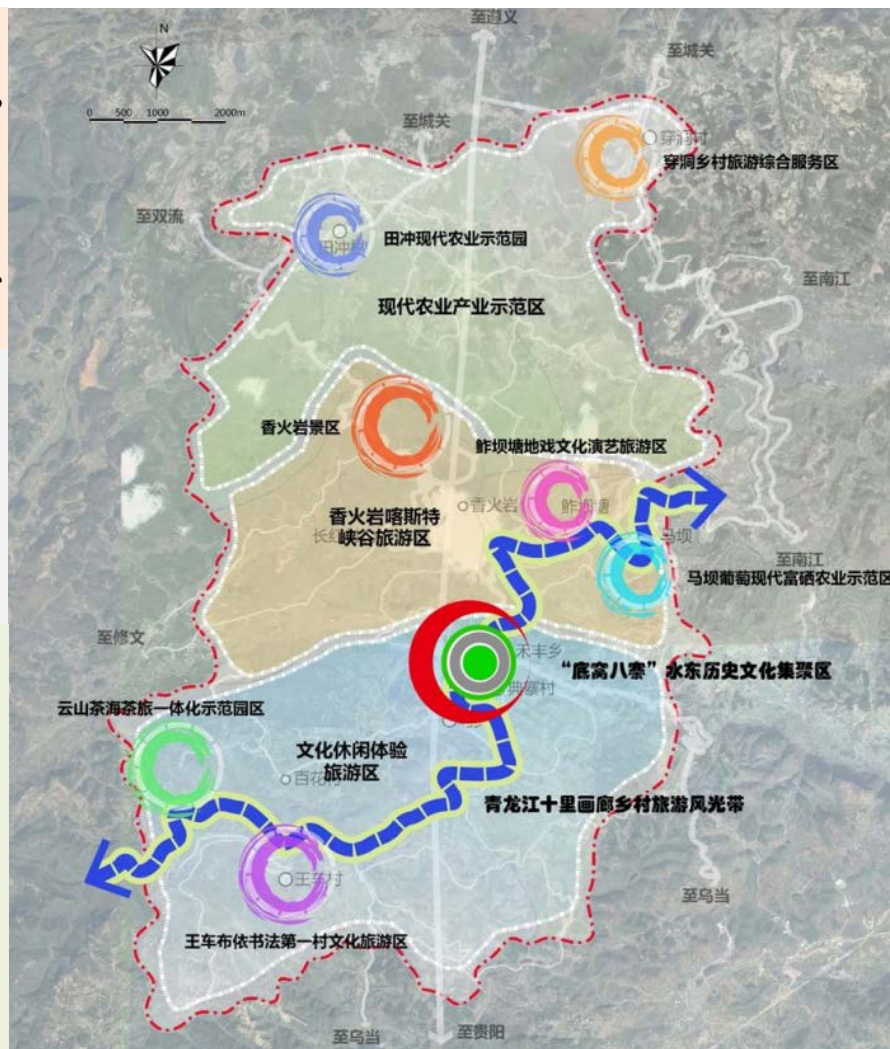 至遵义
N
至城关
0 500 1000 2000m
至城关
穿洞村
穿洞乡村旅游综合服务区
至双流
田冲
田冲现代农业示范园
至南江
现代农业产业示范区
香火岩景区
鲊坝塘地戏文化演艺旅游区
香火岩
鲊坝塘
香火岩喀斯特
峡谷旅游区
长红
马坝
至南江
马坝葡萄现代富硒农业示范区
至修文
禾丰乡
“底窝八寨”水东历史文化集聚区
典寨村
云山茶海茶旅一体化示范园区
文化休闲体验
旅游区
百花
青龙江十里画廊乡村旅游风光带
王车村
至乌当
王车布依书法第一村文化旅游区
至乌当
至贵阳